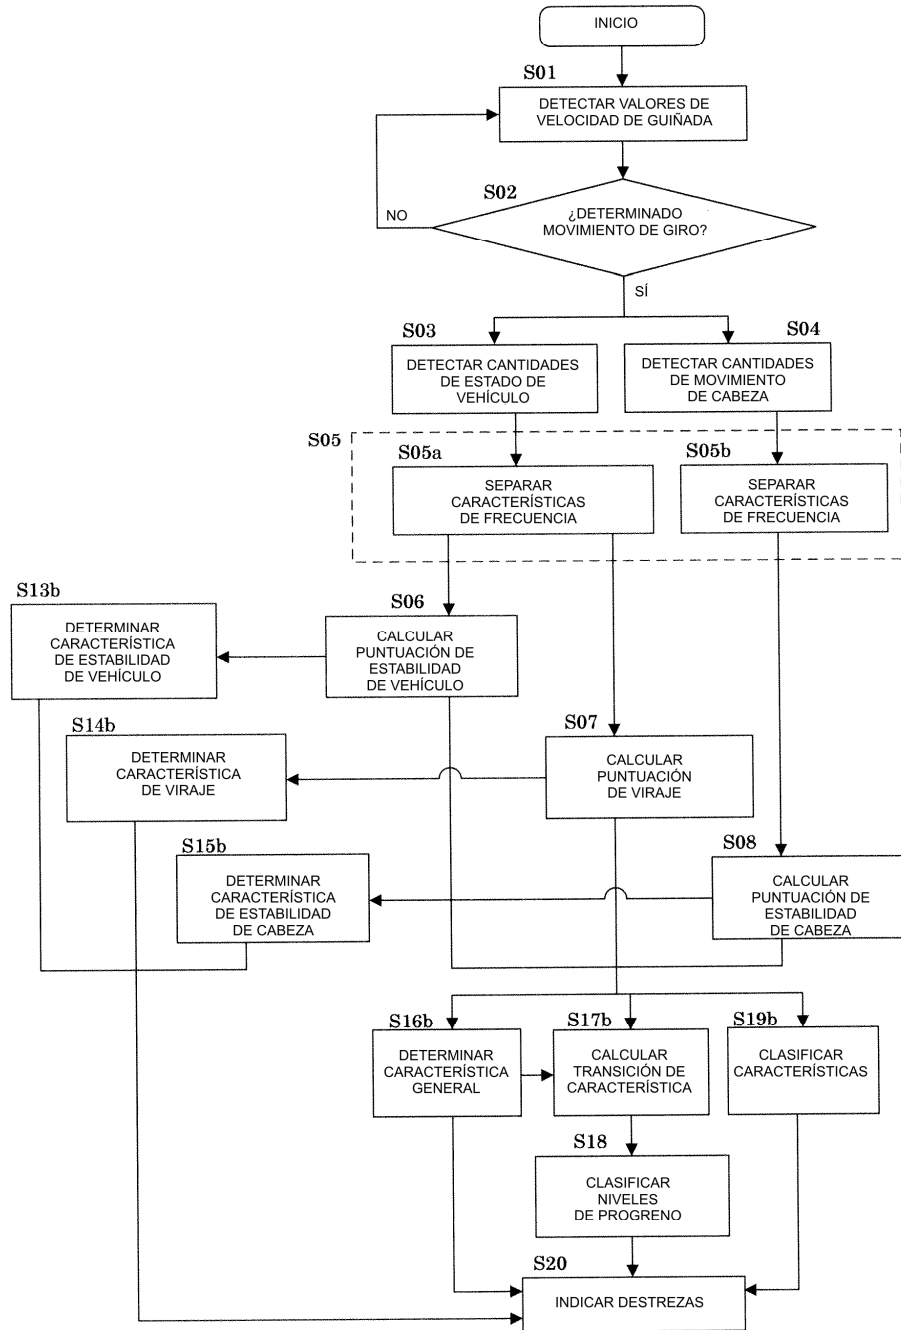 INICIO
S01
DETECTAR VALORES DE
VELOCIDAD DE GUIÑADA
S02
NO
¿DETERMINADO
MOVIMIENTO DE GIRO?
SÍ
S03
DETECTAR CANTIDADES
DE ESTADO DE
VEHÍCULO
S04
DETECTAR CANTIDADES
DE MOVIMIENTO
DE CABEZA
S05
S05a
SEPARAR
CARACTERÍSTICAS
DE FRECUENCIA
S05b
SEPARAR
CARACTERÍSTICAS
DE FRECUENCIA
S13b
DETERMINAR
CARACTERÍSTICA
DE ESTABILIDAD
DE VEHÍCULO
S06
CALCULAR
PUNTUACIÓN DE
ESTABILIDAD
DE VEHÍCULO
S14b
DETERMINAR
CARACTERÍSTICA
DE VIRAJE
S07
CALCULAR
PUNTUACIÓN
DE VIRAJE
S15b
DETERMINAR
CARACTERÍSTICA
DE ESTABILIDAD
DE CABEZA
S08
CALCULAR
PUNTUACIÓN DE
ESTABILIDAD
DE CABEZA
S16b
DETERMINAR
CARACTERÍSTICA
GENERAL
S17b
CALCULAR
TRANSICIÓN DE
CARACTERÍSTICA
S19b
CLASIFICAR
CARACTERÍSTICAS
S18
CLASIFICAR
NIVELES
DE PROGRENO
S20
INDICAR DESTREZAS